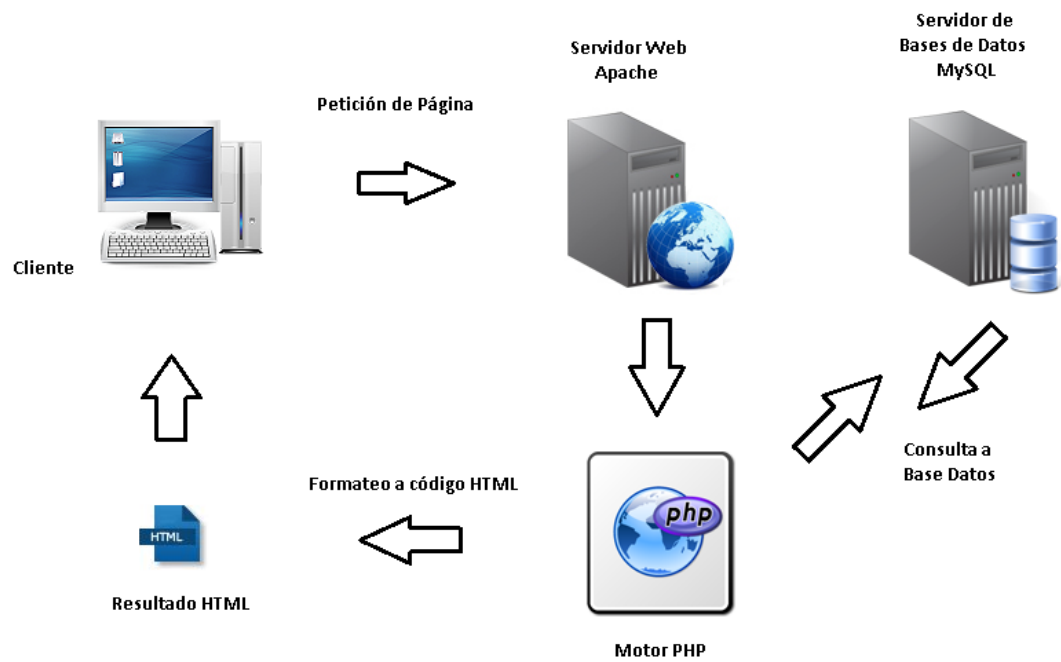 Servidor de
Bases de Datos
MySQL
Servidor Web
Apache
Petición de Página
Cliente
Consulta a
Base Datos
Formateo a código HTML
php
HTML
Resultado HTML
Motor PHP